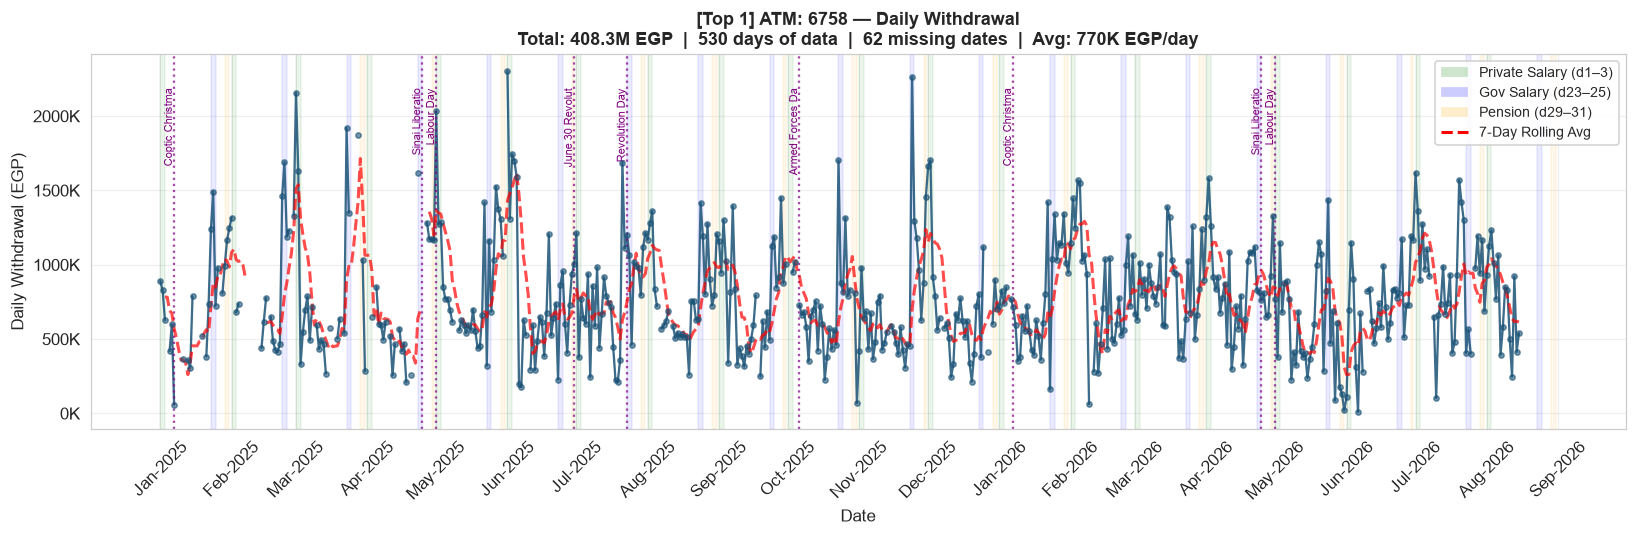 [Top 1] ATM: 6758 — Daily Withdrawal
Total: 408.3M EGP | 530 days of data | 62 missing dates | Avg: 770K EGP/day
Private Salary (d1–3)
Gov Salary (d23–25)
Pension (d29–31)
7-Day Rolling Avg
Coptic Christma
Sinai Liberatio
Labour Day
June 30 Revolut
Revolution Day
Armed Forces Da
Coptic Christma
Sinai Liberatio
Labour Day
Daily Withdrawal (EGP)
2000K
1500K
1000K
500K
0K
Jan-2025
Feb-2025
Mar-2025
Apr-2025
May-2025
Jun-2025
Jul-2025
Aug-2025
Sep-2025
Oct-2025
Nov-2025
Dec-2025
Jan-2026
Feb-2026
Mar-2026
Apr-2026
May-2026
Jun-2026
Jul-2026
Aug-2026
Sep-2026
Date